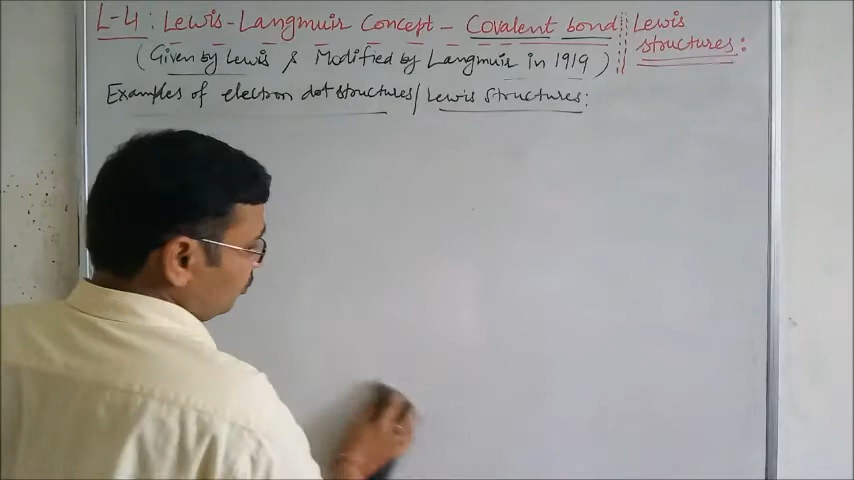 L-4 : Lewis-Langmuir Concept - Covalent bond
(Given by Lewis & Modified by Langmuir in 1919)
Lewis
structures:
Examples of electron dot structures/Lewis Structures: